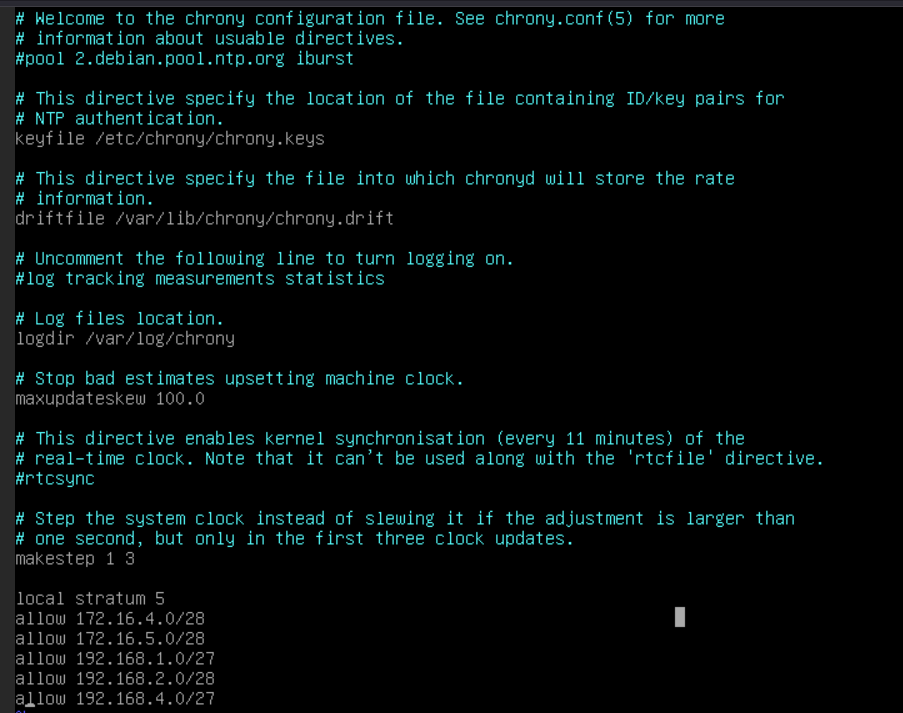 # Welcome to the chrony configuration file. See chrony.conf(5) for more
# information about usuable directives.
#pool 2.debian.pool.ntp.org iburst
# This directive specify the location of the file containing ID/key pairs for
# NTP authentication.
keyfile /etc/chrony/chrony.keys
# This directive specify the file into which chronyd will store the rate
# information.
driftfile /var/lib/chrony/chrony.drift
# Uncomment the following line to turn logging on.
#log tracking measurements statistics
# Log files location.
logdir /var/log/chrony
# Stop bad estimates upsetting machine clock.
maxupdateskew 100.0
# This directive enables kernel synchronisation (every 11 minutes) of the
# real-time clock. Note that it can’t be used along with the 'rtcfile' directive.
#rtcsync
# Step the system clock instead of slewing it if the adjustment is larger than
# one second, but only in the first three clock updates.
makestep 1 3
local stratum 5
allow 172.16.4.0/28
allow 172.16.5.0/28
allow 192.168.1.0/27
allow 192.168.2.0/28
allow 192.168.4.0/27